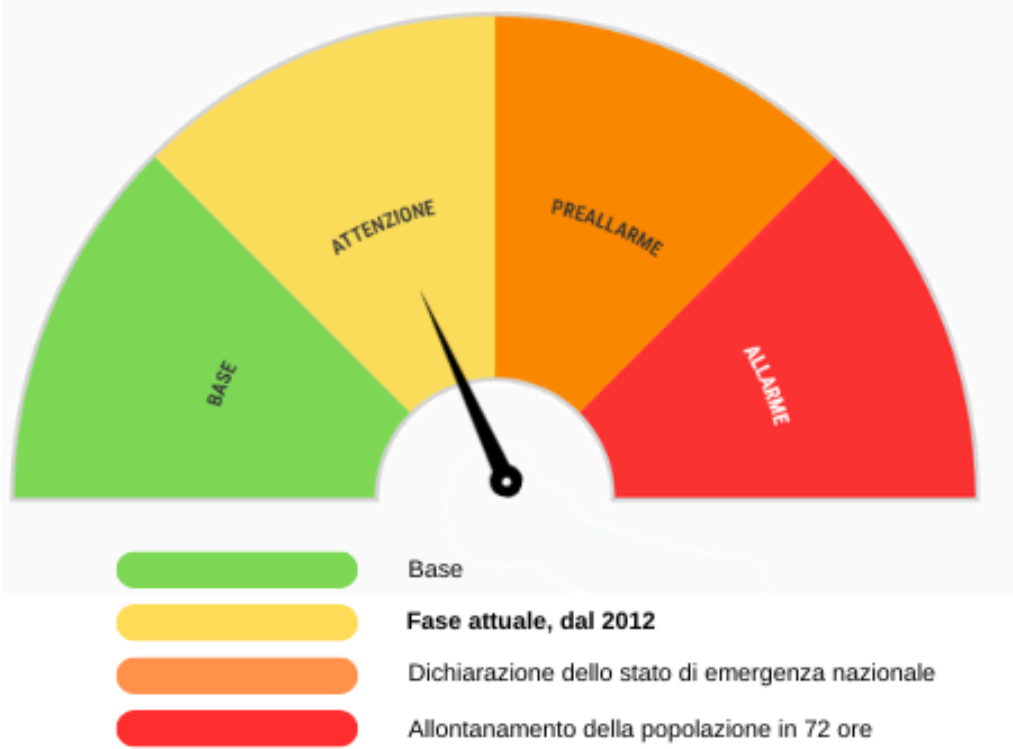 BASE
ATTENZIONE
PREALLARME
ALLARME
Base
Fase attuale, dal 2012
Dichiarazione dello stato di emergenza nazionale
Allontanamento della popolazione in 72 ore